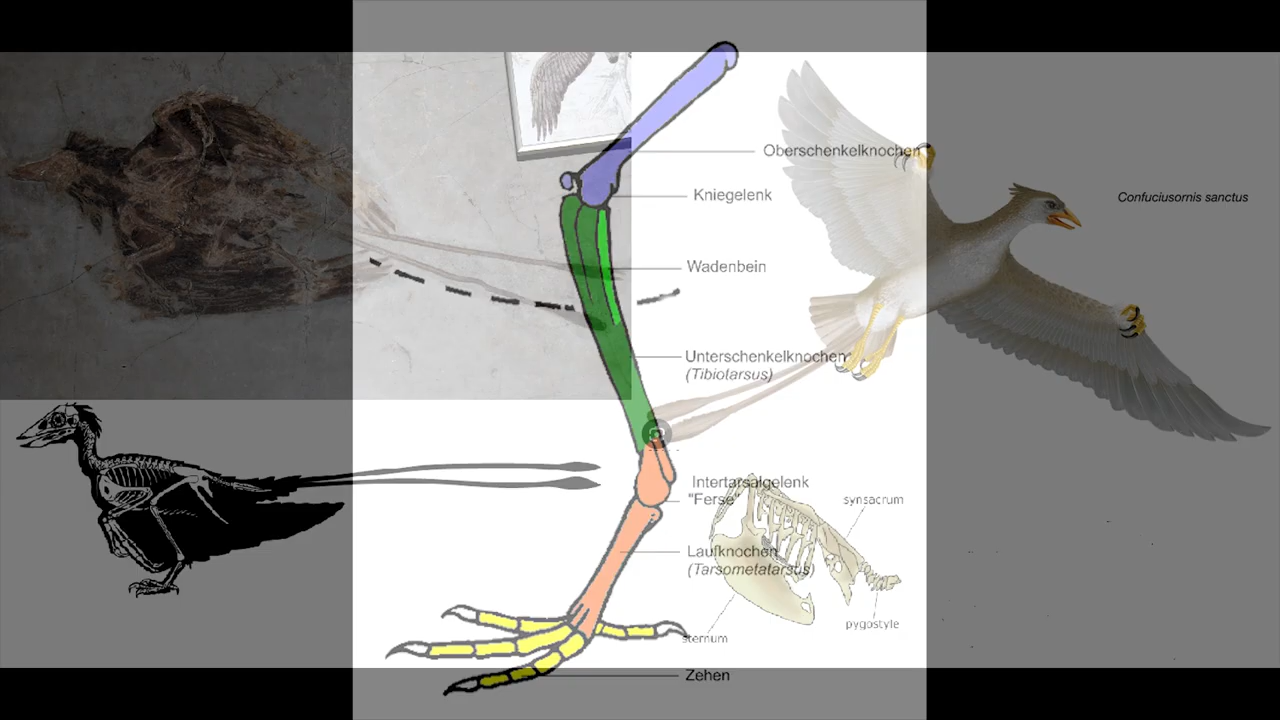 Oberschenkelknochen
Kniegelenk
Confuciusornis sanctus
Wadenbein
Unterschenkelknochen
(Tibiotarsus)
Intertarsalgelenk
"Ferse"
synsacrum
Laufknochen
(Tarsometatarsus)
pygostyle
sternum
Zehen